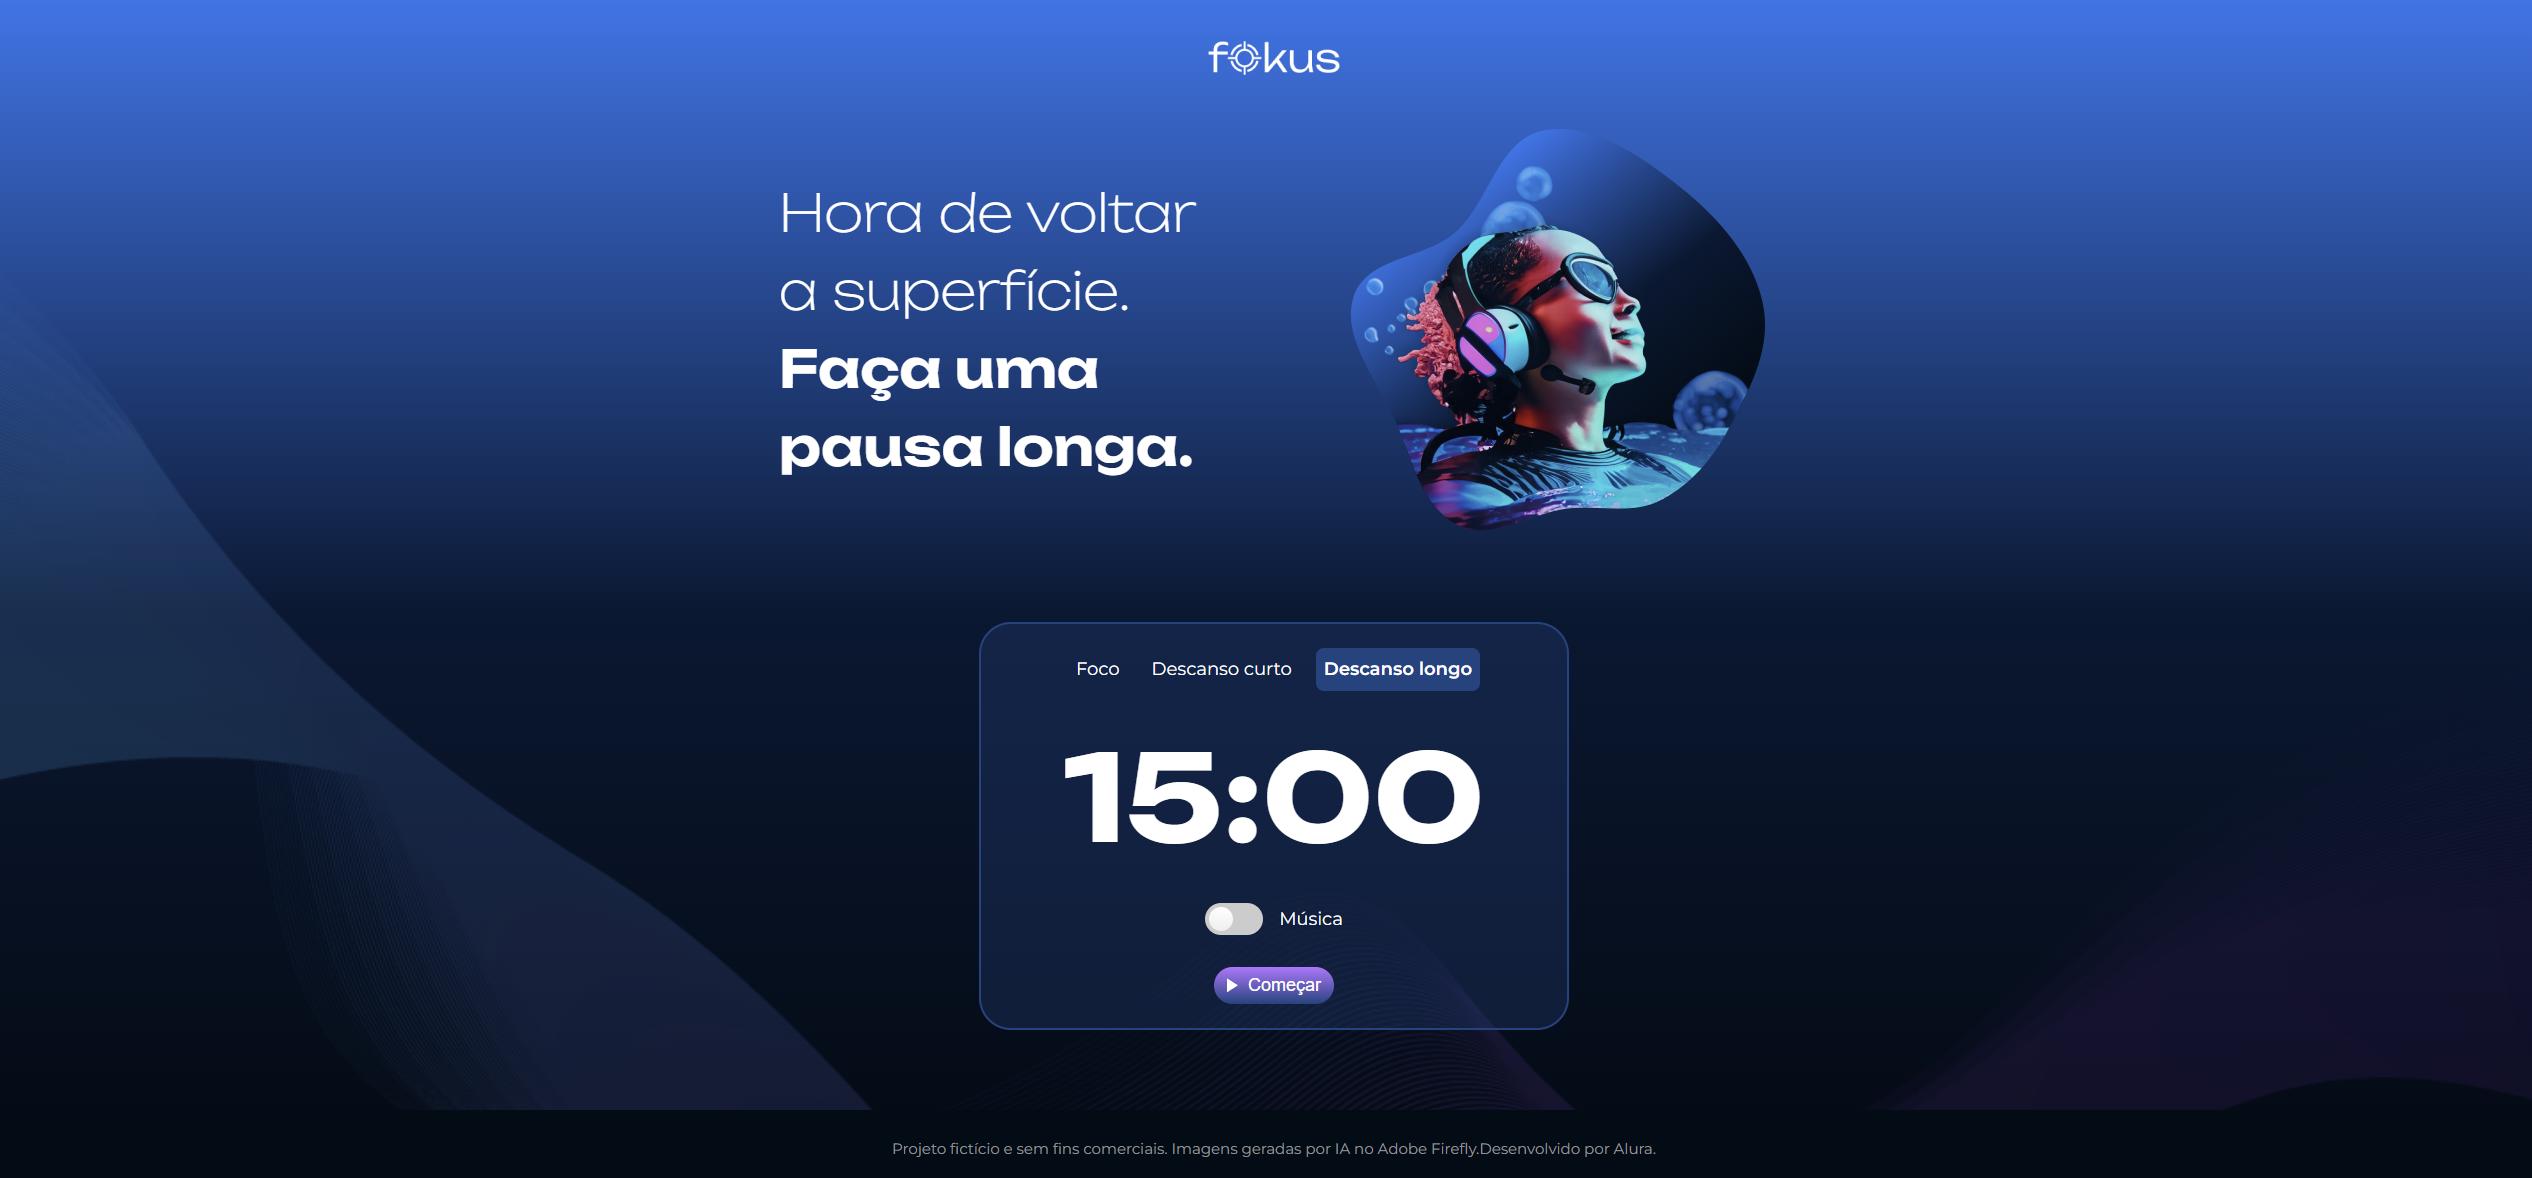 fokus
Hora de voltar
a superfície.
Faça uma
pausa longa.
Foco
Descanso curto
Descanso longo
15:00
Música
Começar
Projeto fictício e sem fins comerciais. Imagens geradas por IA no Adobe Firefly.Desenvolvido por Alura.